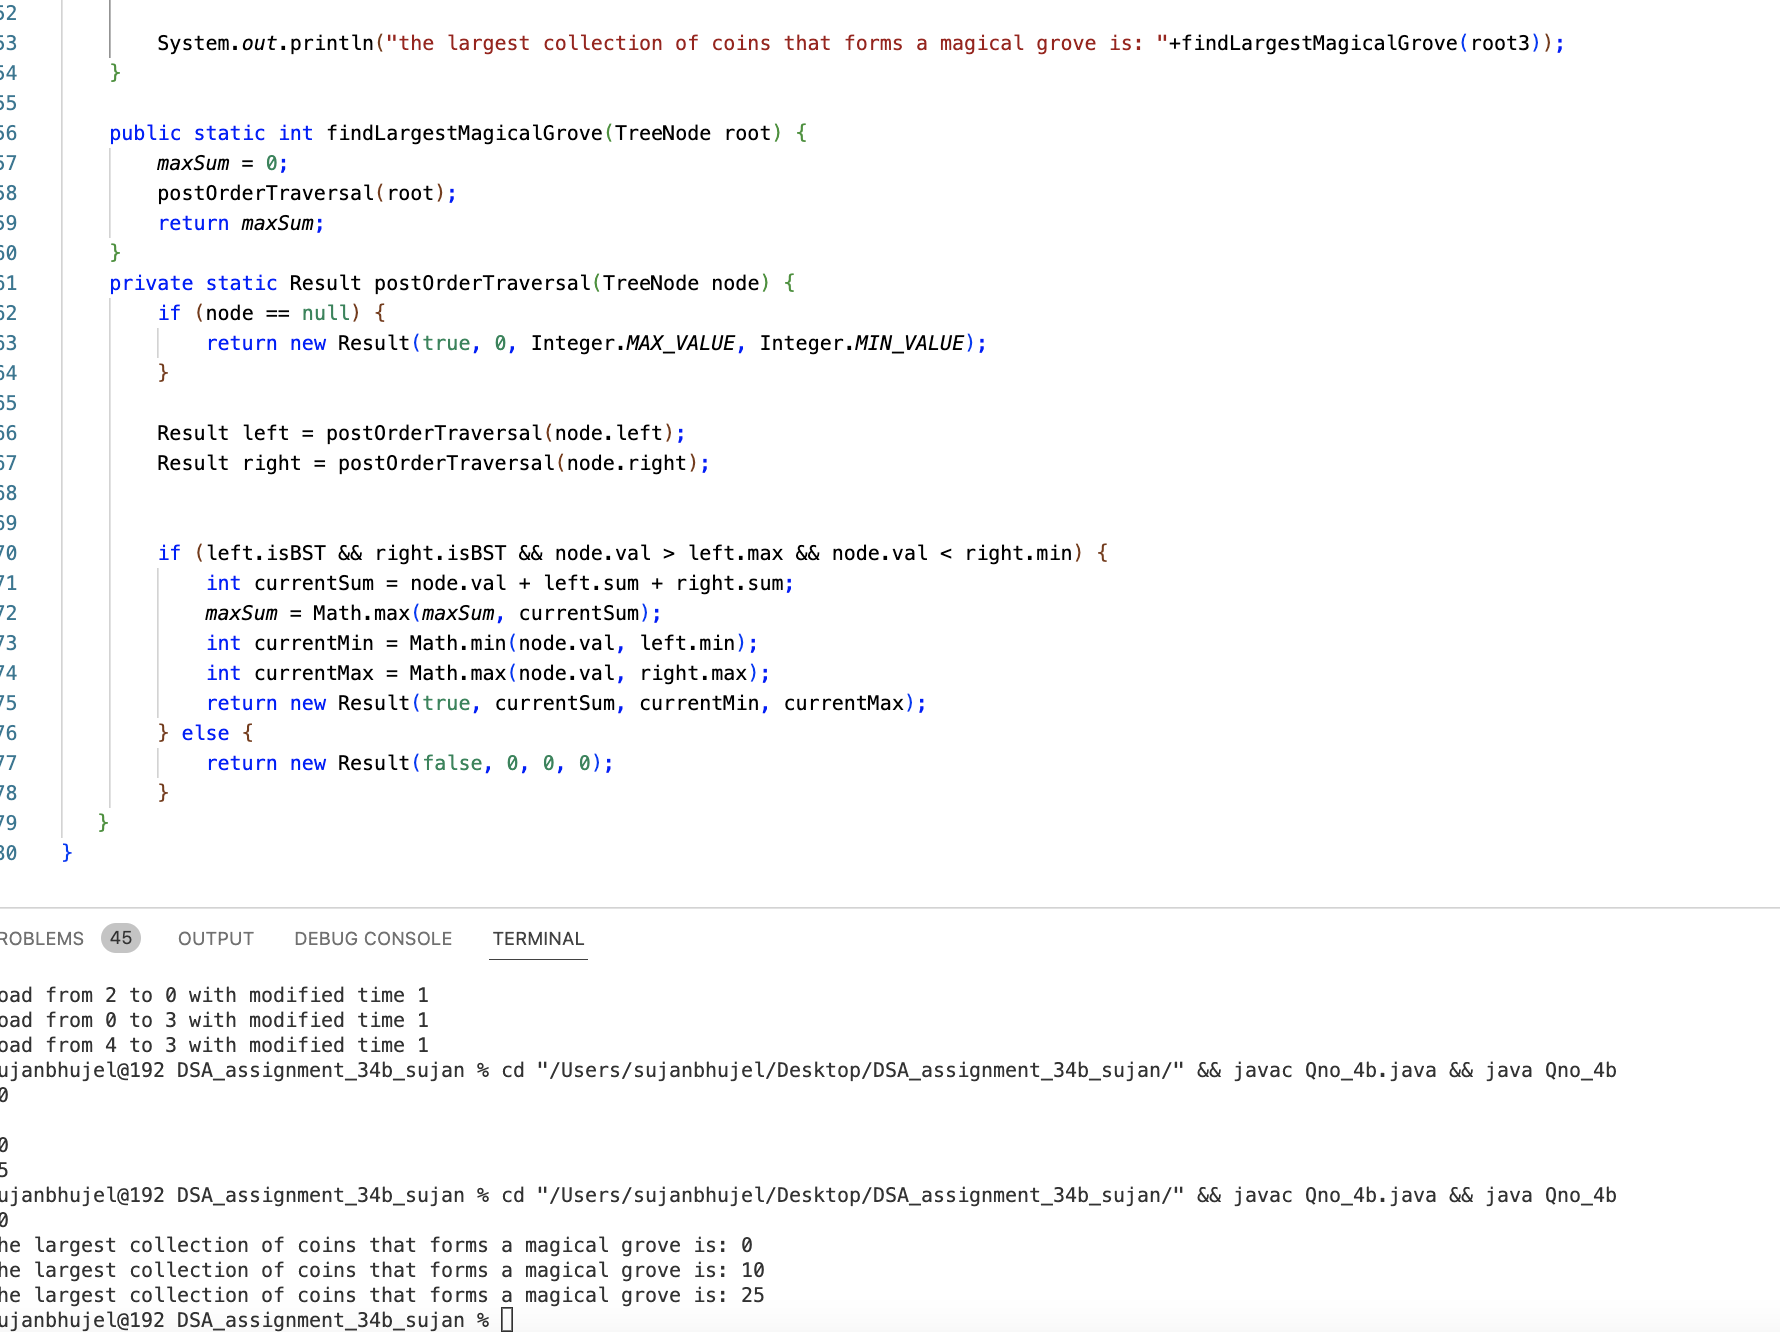 52
53 System.out.println("the largest collection of coins that forms a magical grove is: "+findLargestMagicalGrove(root3));
54 }
55
56 public static int findLargestMagicalGrove(TreeNode root) {
57 maxSum = 0;
58 postOrderTraversal(root);
59 return maxSum;
60 }
61 private static Result postOrderTraversal(TreeNode node) {
62 if (node == null) {
63 return new Result(true, 0, Integer.MAX_VALUE, Integer.MIN_VALUE);
64 }
65
66 Result left = postOrderTraversal(node.left);
67 Result right = postOrderTraversal(node.right);
68
69
70 if (left.isBST && right.isBST && node.val > left.max && node.val < right.min) {
71 int currentSum = node.val + left.sum + right.sum;
72 maxSum = Math.max(maxSum, currentSum);
73 int currentMin = Math.min(node.val, left.min);
74 int currentMax = Math.max(node.val, right.max);
75 return new Result(true, currentSum, currentMin, currentMax);
76 } else {
77 return new Result(false, 0, 0, 0);
78 }
79 }
80 }
ROBLEMS 45 OUTPUT DEBUG CONSOLE TERMINAL
oad from 2 to 0 with modified time 1
oad from 0 to 3 with modified time 1
oad from 4 to 3 with modified time 1
ujanbhujel@192 DSA_assignment_34b_sujan % cd "/Users/sujanbhujel/Desktop/DSA_assignment_34b_sujan/" && javac Qno_4b.java && java Qno_4b
0
0
5
ujanbhujel@192 DSA_assignment_34b_sujan % cd "/Users/sujanbhujel/Desktop/DSA_assignment_34b_sujan/" && javac Qno_4b.java && java Qno_4b
0
he largest collection of coins that forms a magical grove is: 0
he largest collection of coins that forms a magical grove is: 10
he largest collection of coins that forms a magical grove is: 25
ujanbhujel@192 DSA_assignment_34b_sujan %